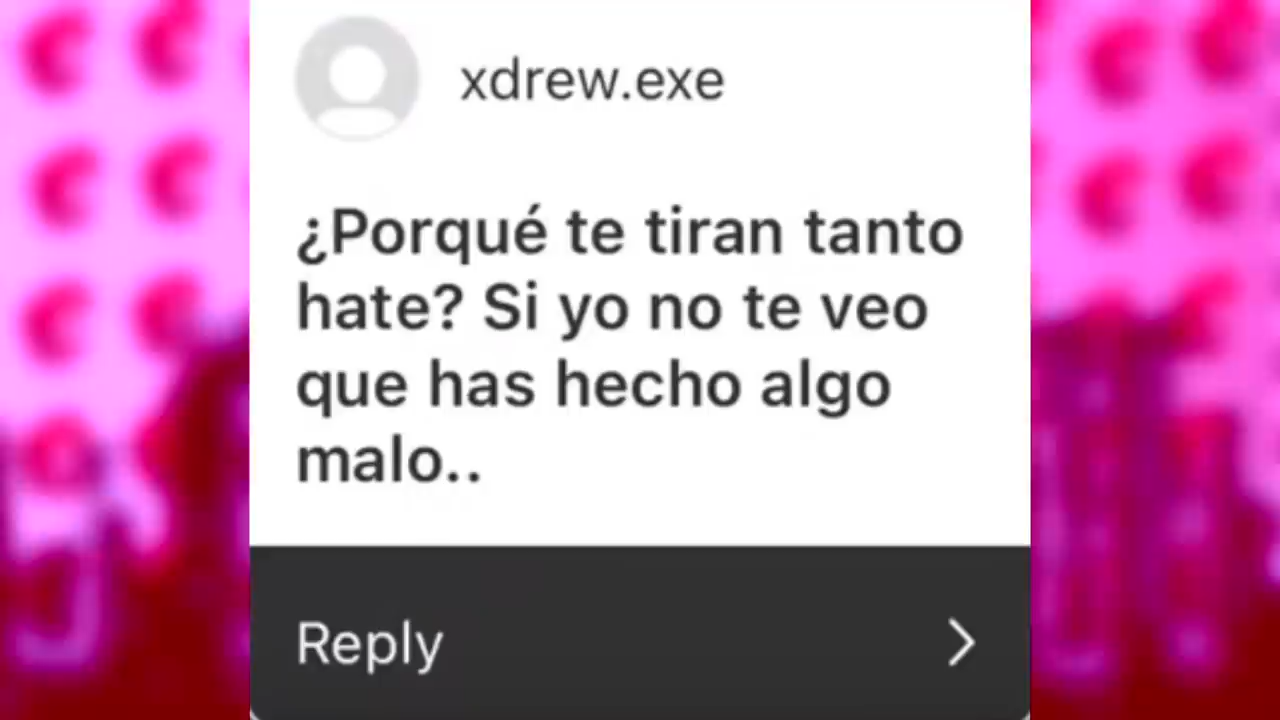 xdrew.exe
¿Porqué te tiran tanto
hate? Si yo no te veo
que has hecho algo
malo..
Reply